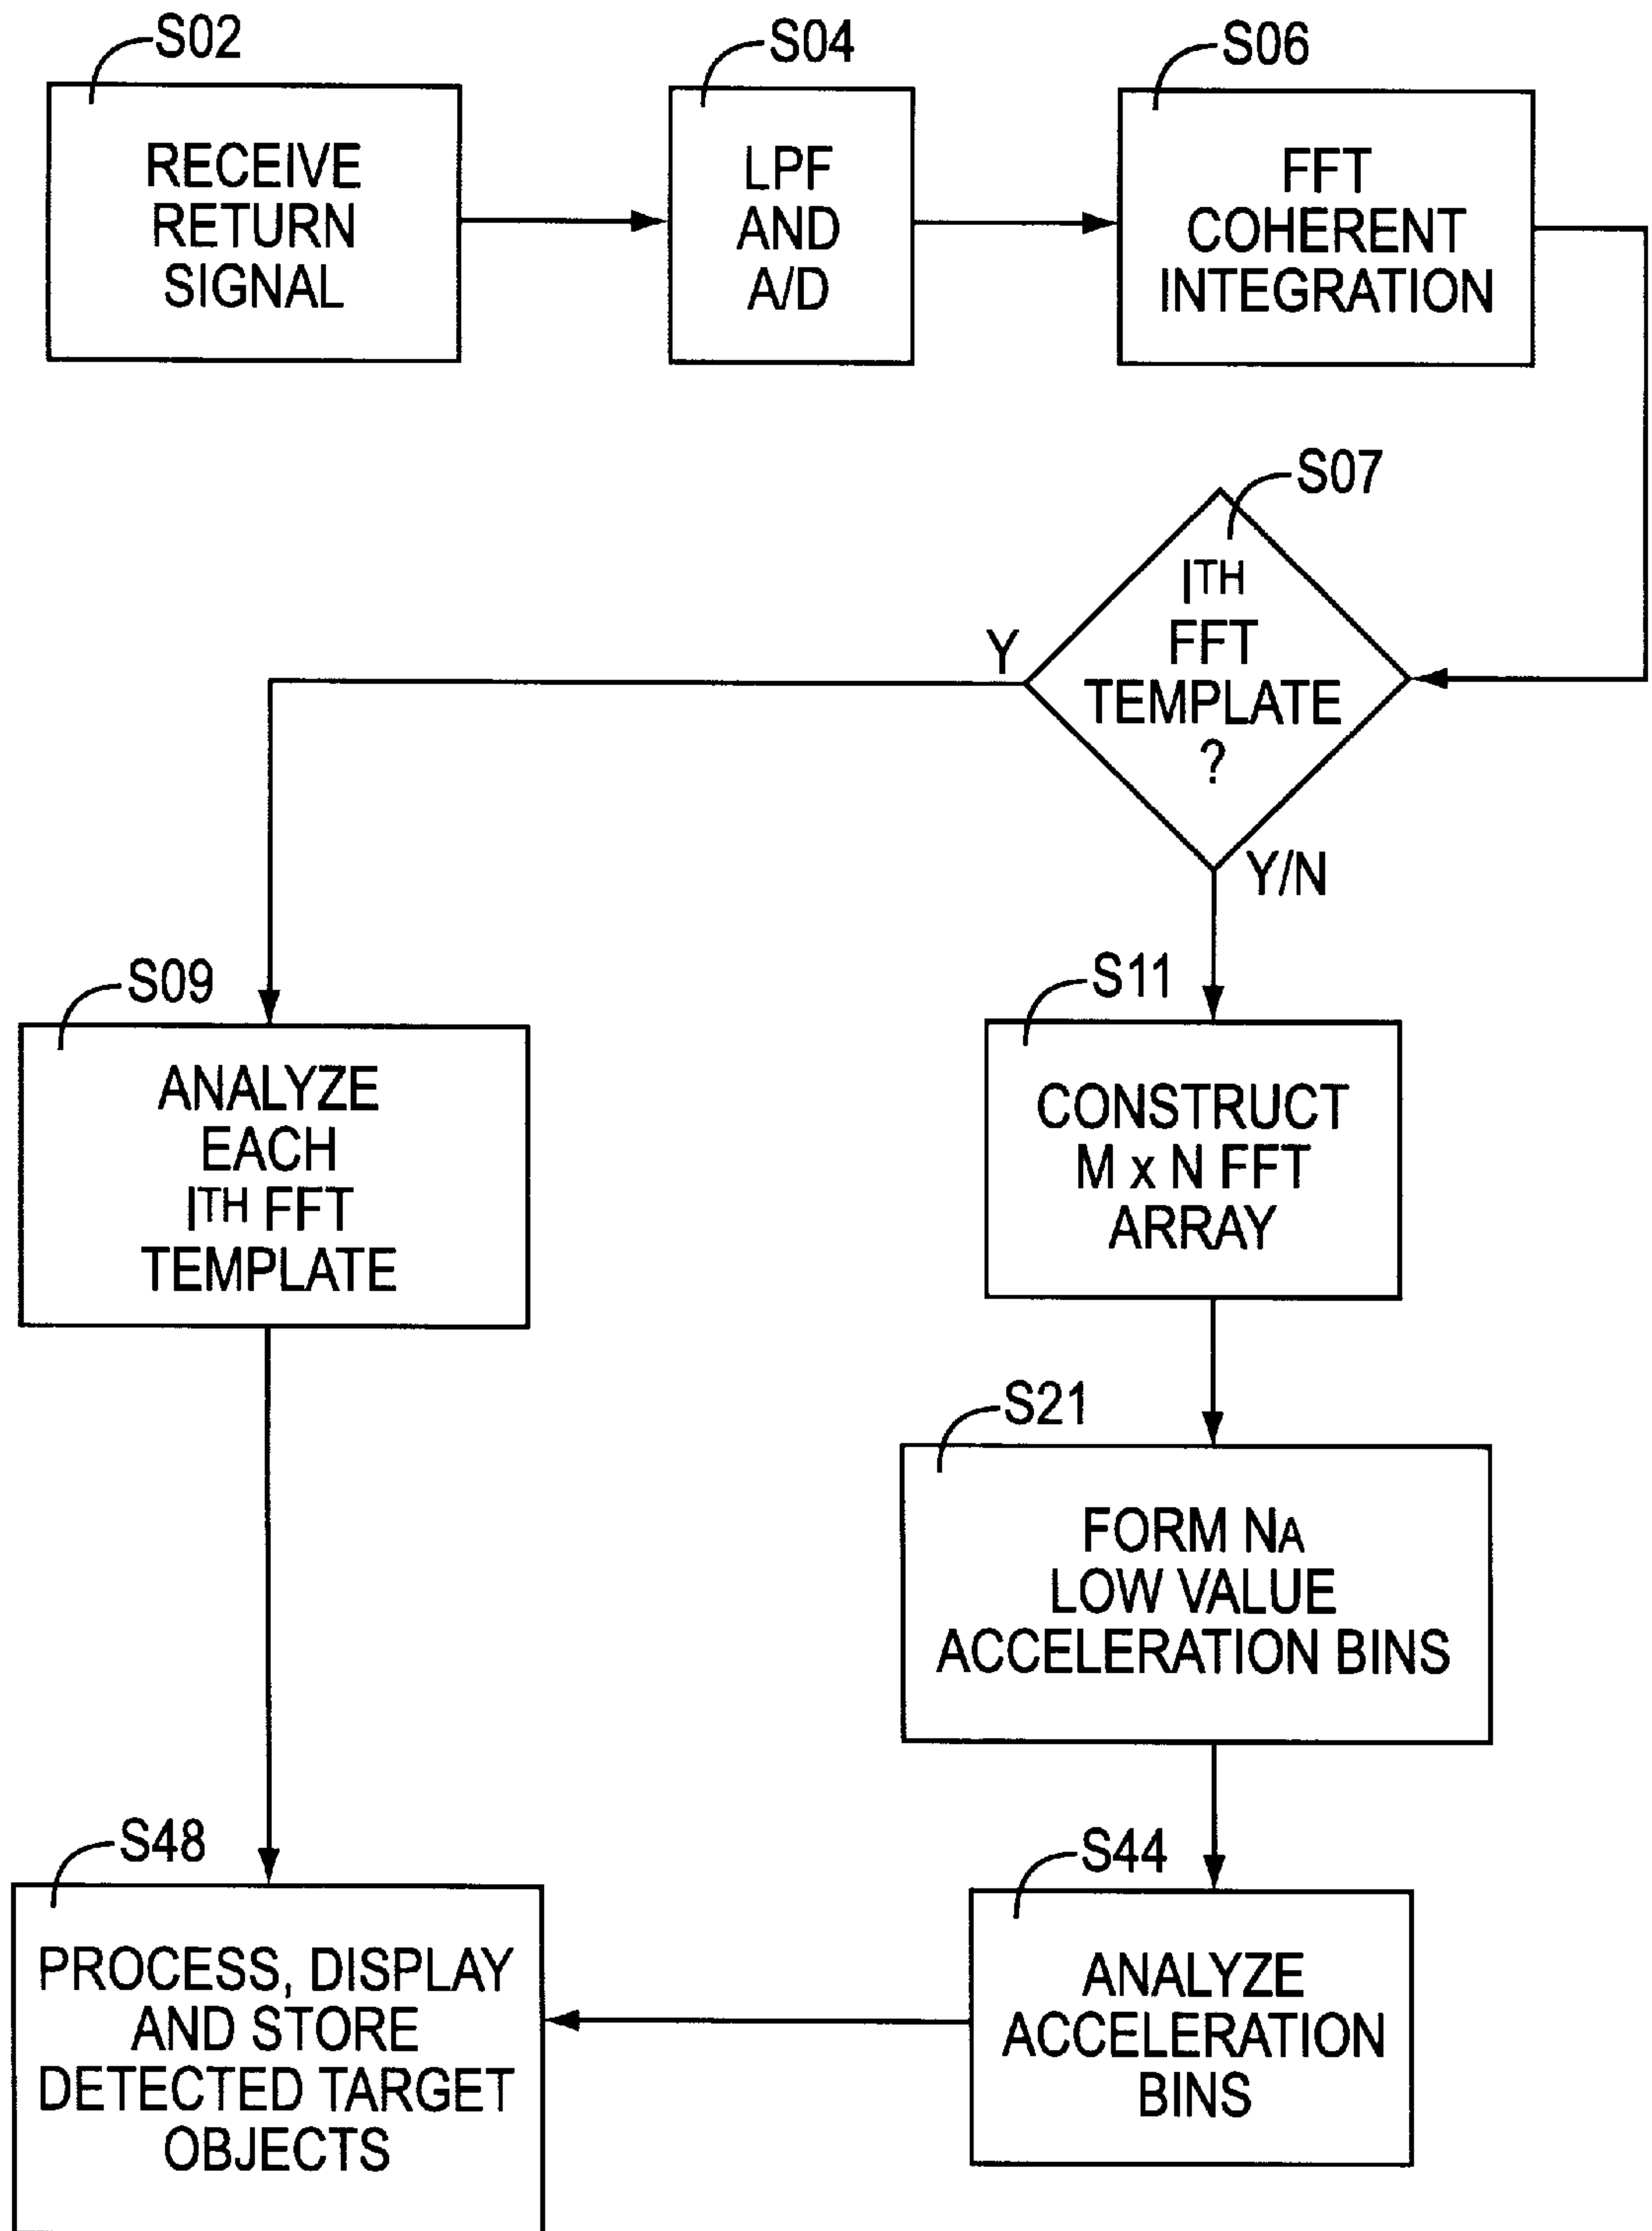 S02
RECEIVE
RETURN
SIGNAL
S04
LPF
AND
A/D
S06
FFT
COHERENT
INTEGRATION
S07
ITH
FFT
TEMPLATE
?
Y
Y/N
S09
ANALYZE
EACH
ITH FFT
TEMPLATE
S11
CONSTRUCT
M x N FFT
ARRAY
S21
FORM NA
LOW VALUE
ACCELERATION BINS
S44
ANALYZE
ACCELERATION
BINS
S48
PROCESS, DISPLAY
AND STORE
DETECTED TARGET
OBJECTS